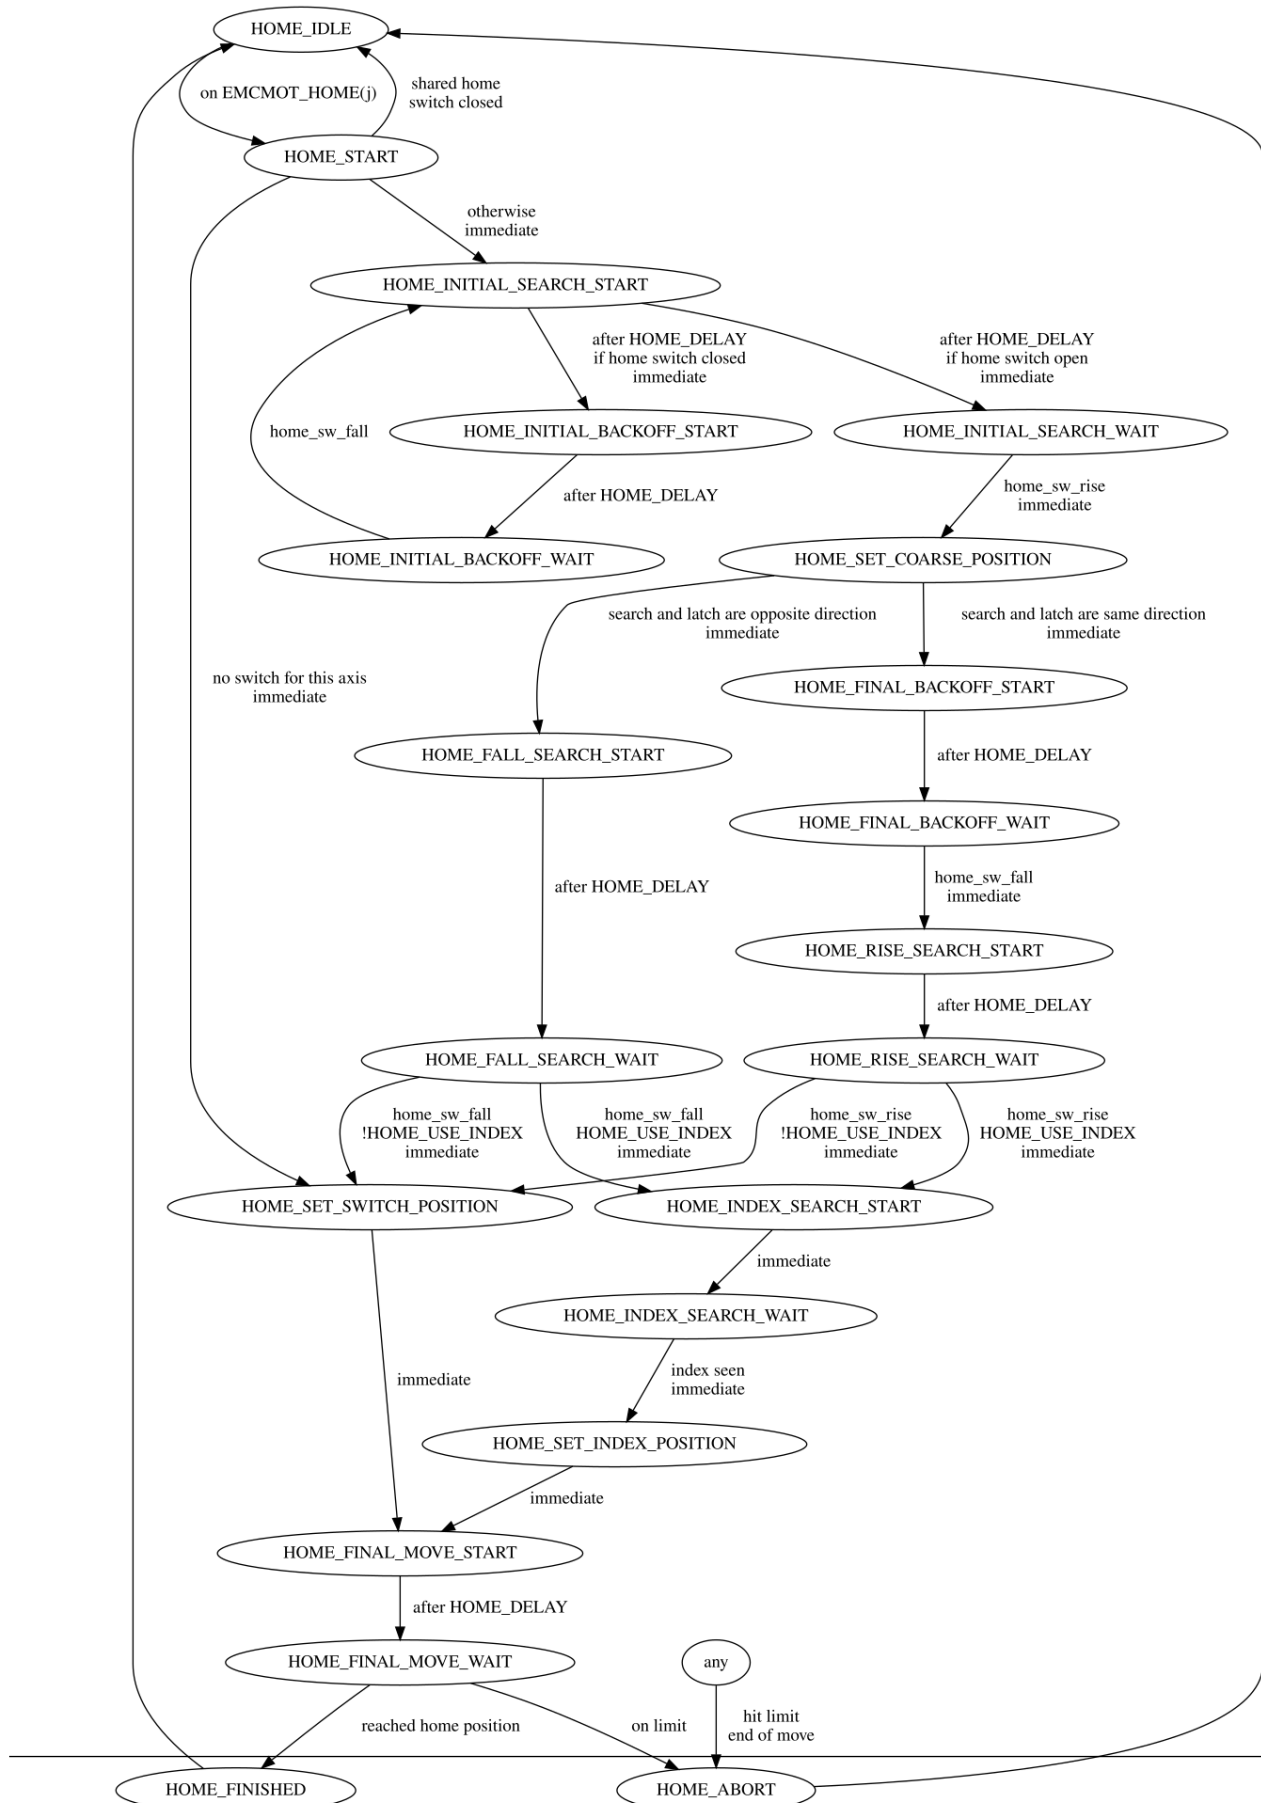 HOME_IDLE
on EMCMOT_HOME(j)
shared home
switch closed
HOME_START
otherwise
immediate
HOME_INITIAL_SEARCH_START
after HOME_DELAY
if home switch closed
immediate
after HOME_DELAY
if home switch open
immediate
home_sw_fall
HOME_INITIAL_BACKOFF_START
HOME_INITIAL_SEARCH_WAIT
after HOME_DELAY
home_sw_rise
immediate
HOME_INITIAL_BACKOFF_WAIT
HOME_SET_COARSE_POSITION
search and latch are opposite direction
immediate
search and latch are same direction
immediate
no switch for this axis
immediate
HOME_FINAL_BACKOFF_START
HOME_FALL_SEARCH_START
after HOME_DELAY
HOME_FINAL_BACKOFF_WAIT
after HOME_DELAY
home_sw_fall
immediate
HOME_RISE_SEARCH_START
after HOME_DELAY
HOME_FALL_SEARCH_WAIT
HOME_RISE_SEARCH_WAIT
home_sw_fall
!HOME_USE_INDEX
immediate
home_sw_fall
HOME_USE_INDEX
immediate
home_sw_rise
!HOME_USE_INDEX
immediate
home_sw_rise
HOME_USE_INDEX
immediate
HOME_SET_SWITCH_POSITION
HOME_INDEX_SEARCH_START
immediate
HOME_INDEX_SEARCH_WAIT
immediate
index seen
immediate
HOME_SET_INDEX_POSITION
immediate
HOME_FINAL_MOVE_START
after HOME_DELAY
HOME_FINAL_MOVE_WAIT
any
reached home position
on limit
hit limit
end of move
HOME_FINISHED
HOME_ABORT